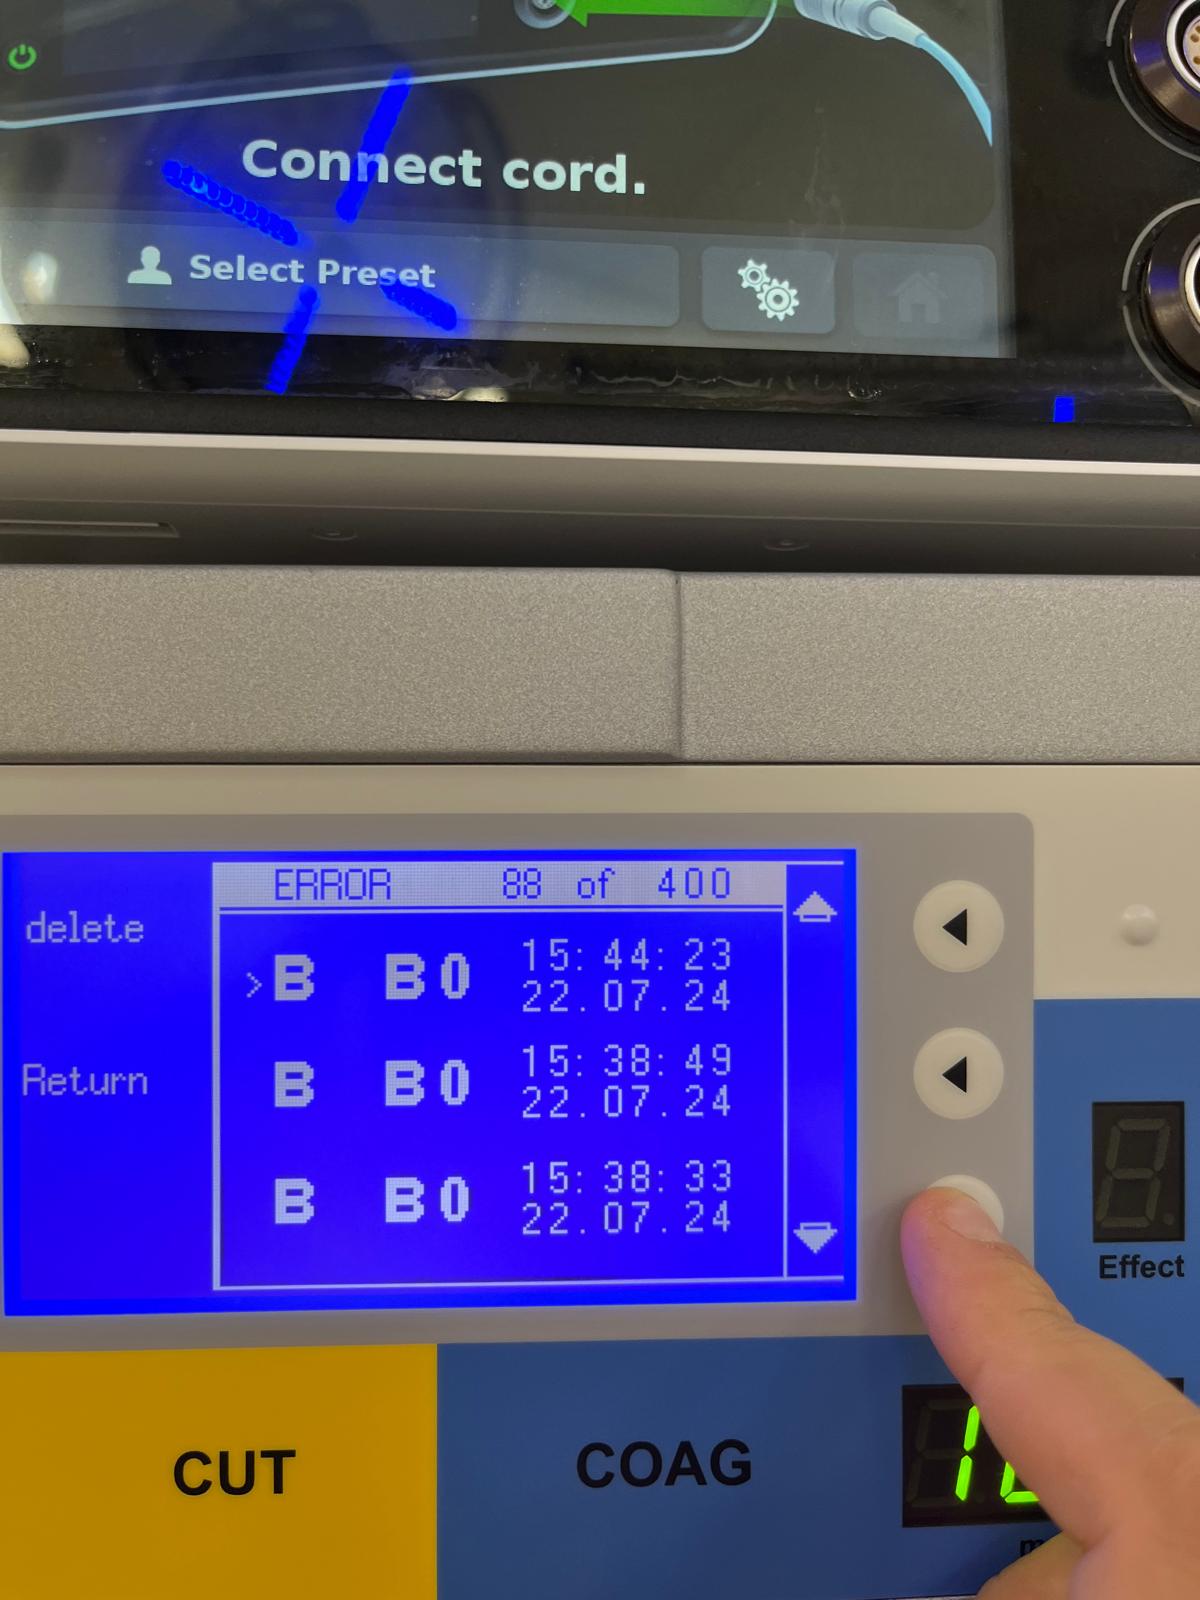 Connect cord.
Select Preset
ERROR 88 of 400
delete
>B B0 15:44:23
22.07.24
Return
B B0 15:38:49
22.07.24
B B0 15:38:33
22.07.24
Effect
CUT
COAG